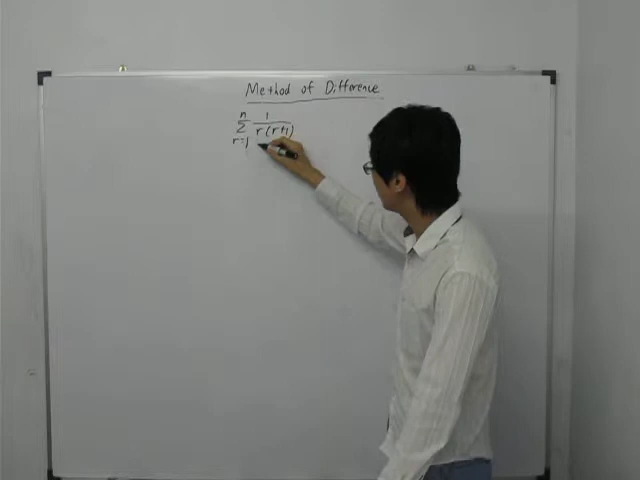 Method of Difference
n
Σ 1/r(r+1)
r=1